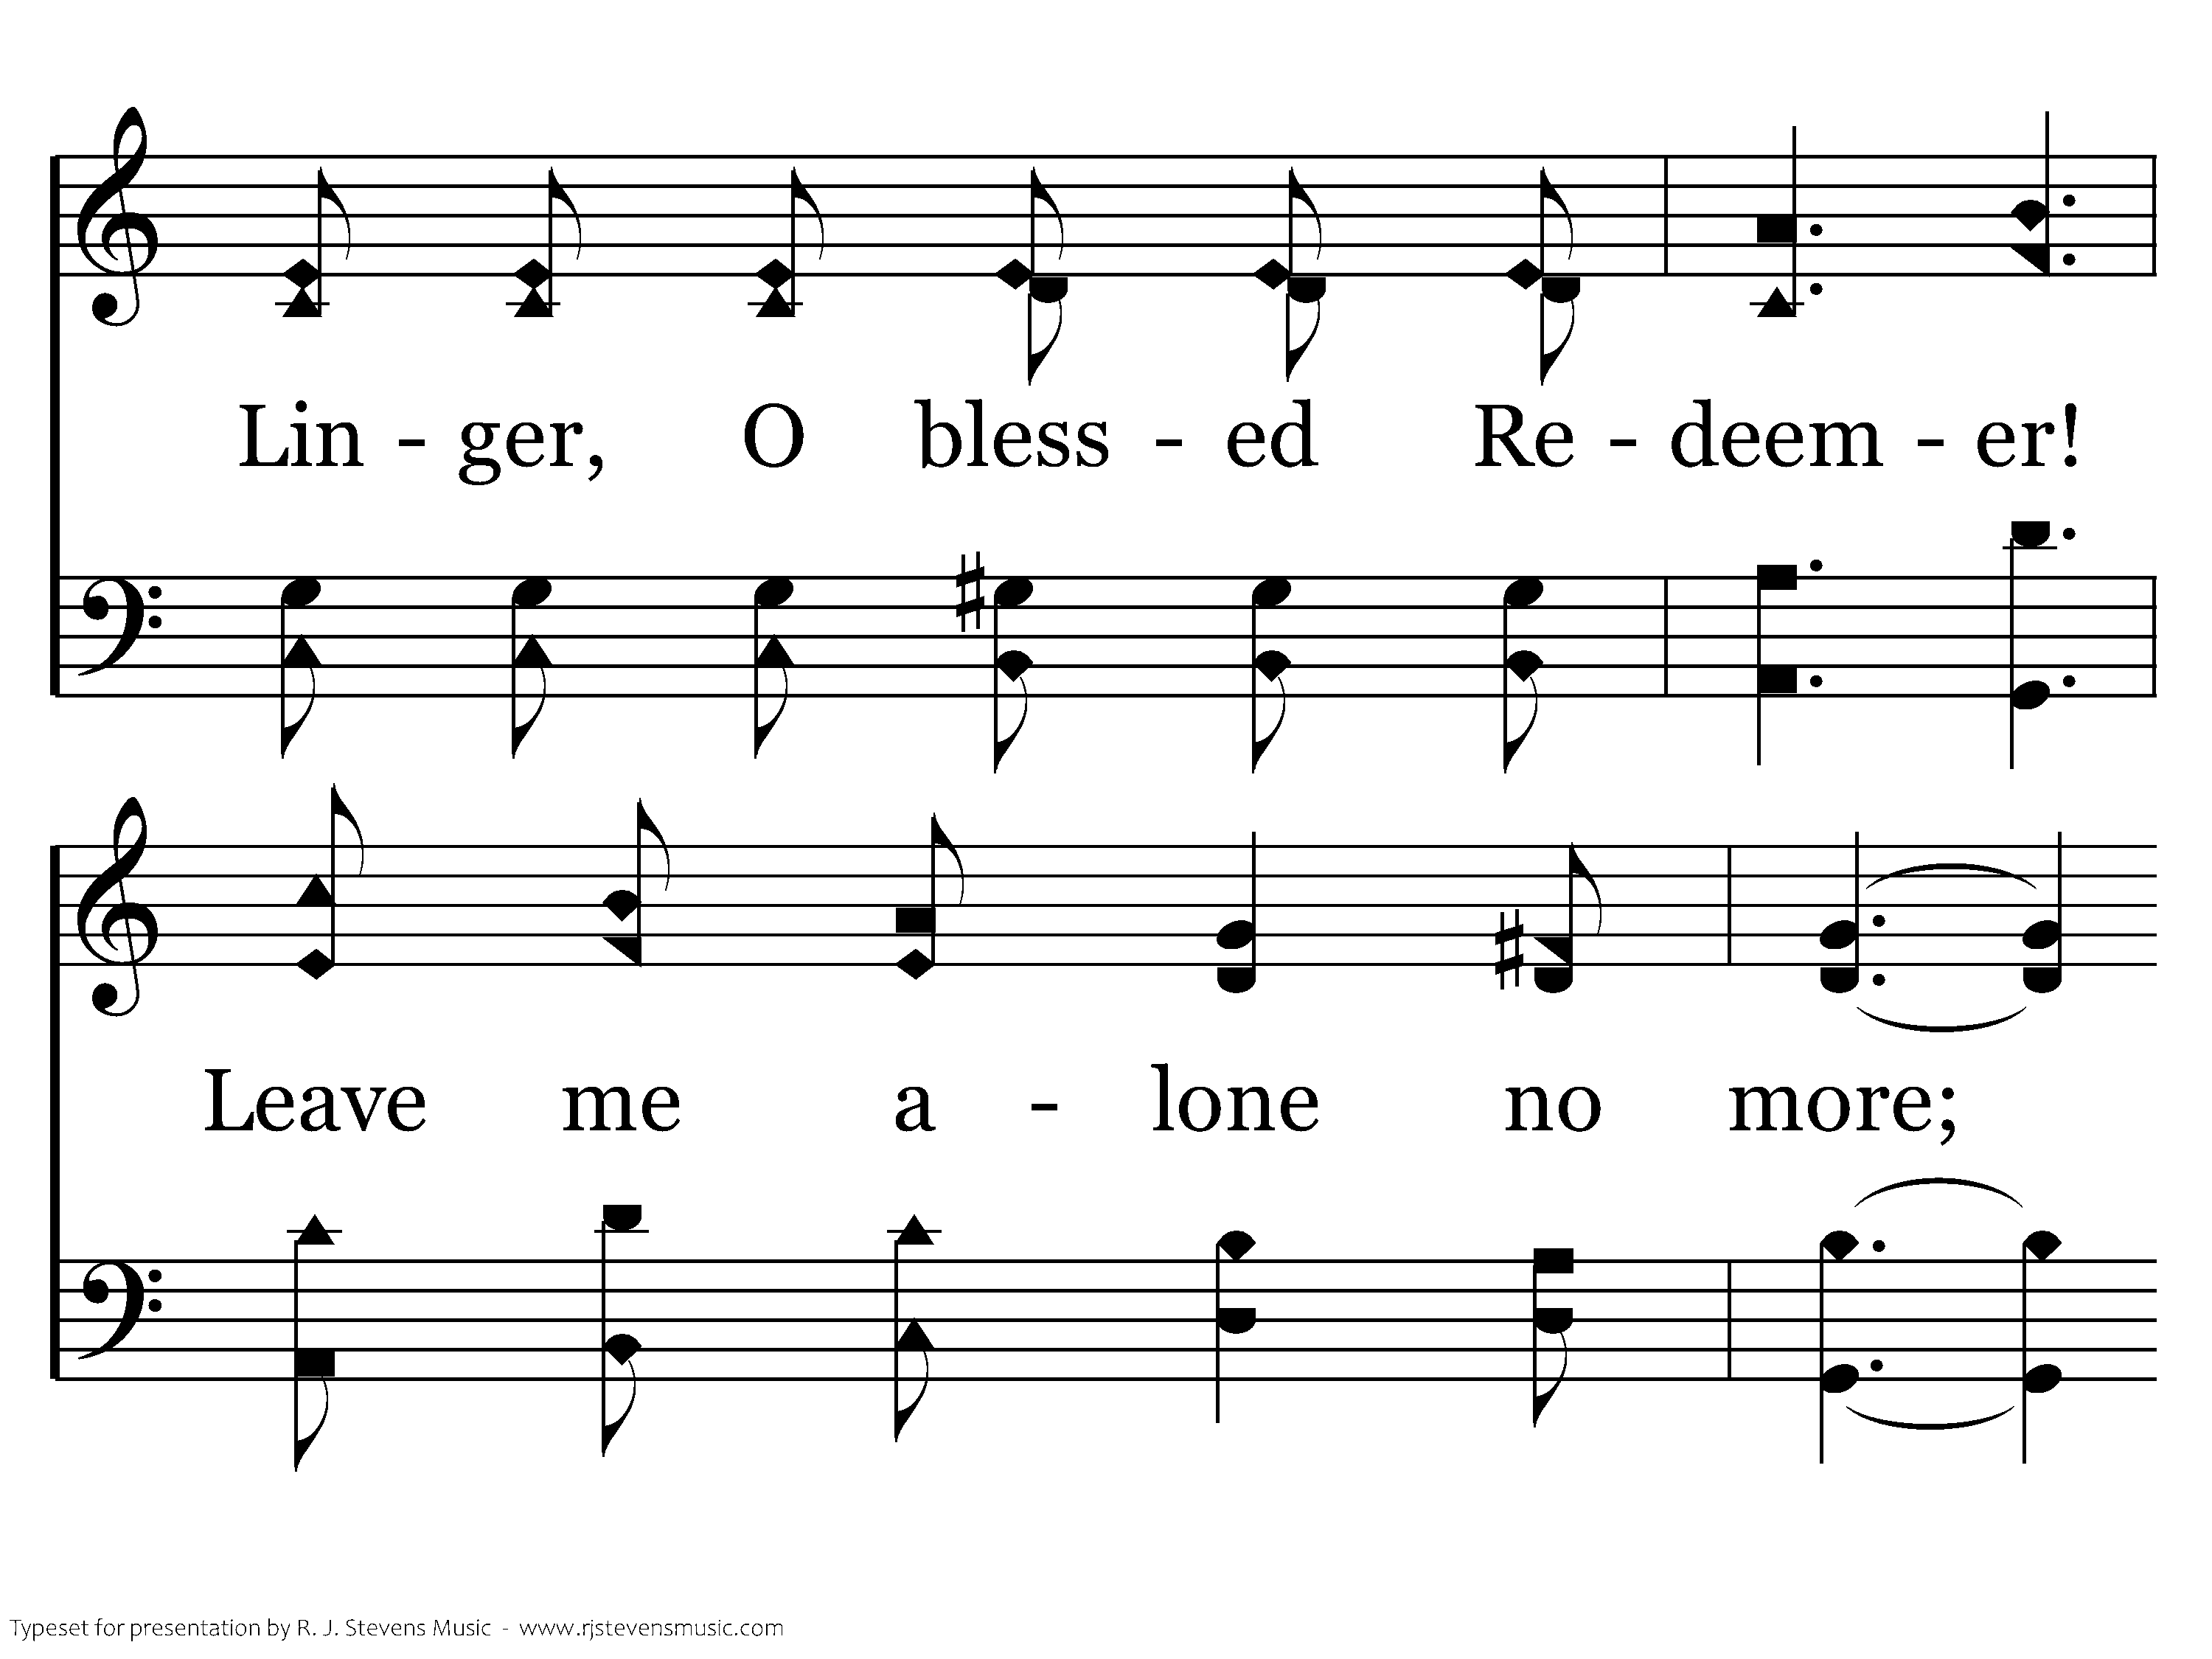 Lin - ger, O bless - ed Re - deem - er!
Leave me a - lone no more;
Typeset for presentation by R. J. Stevens Music - www.rjstevensmusic.com